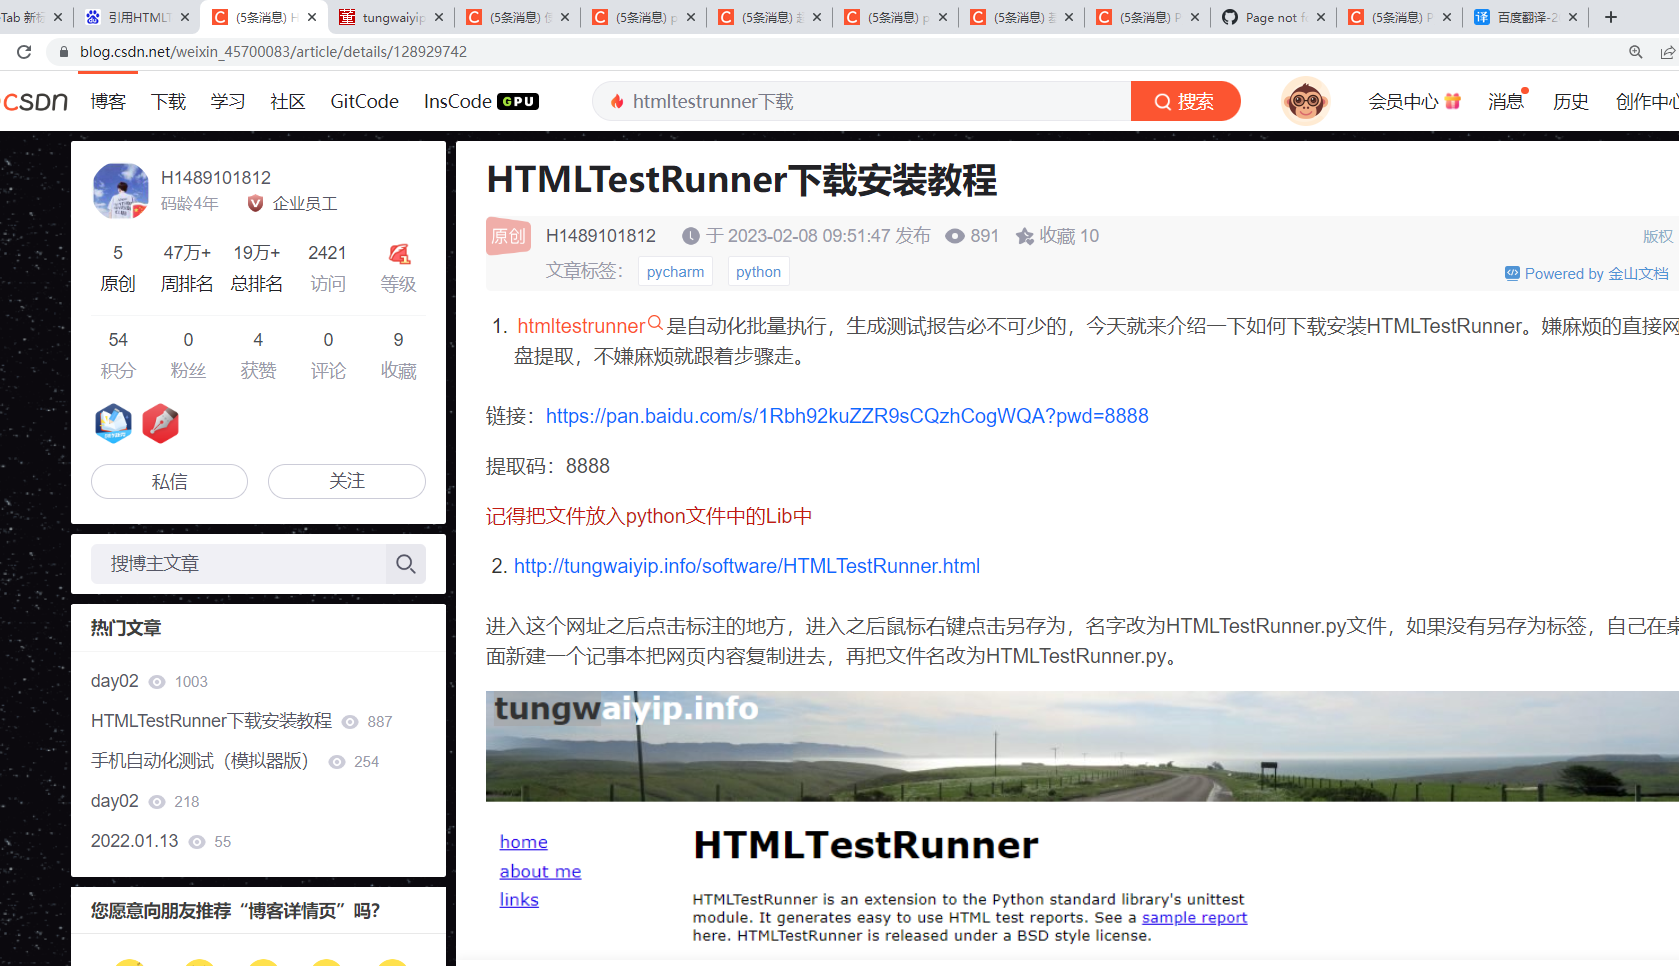 Tab 新标
引用HTMLT
(5条消息) H
tungwaiyip
(5条消息)
(5条消息) p
(5条消息)
(5条消息) p
(5条消息)
(5条消息) P
Page not f
(5条消息) P
百度翻译-2
blog.csdn.net/weixin_45700083/article/details/128929742
CSDN 博客 下载 学习 社区 GitCode InsCode GPU htmltestrunner下载 搜索 会员中心 消息 历史 创作中心
H1489101812
码龄4年 企业员工
5 47万+ 19万+ 2421
原创 周排名 总排名 访问 等级
54 0 4 0 9
积分 粉丝 获赞 评论 收藏
私信 关注
搜博主文章
热门文章
day02 1003
HTMLTestRunner下载安装教程 887
手机自动化测试（模拟器版） 254
day02 218
2022.01.13 55
您愿意向朋友推荐“博客详情页”吗？
HTMLTestRunner下载安装教程
原创 H1489101812 于 2023-02-08 09:51:47 发布 891 收藏 10 版权
文章标签： pycharm python
Powered by 金山文档
1. htmltestrunner 是自动化批量执行，生成测试报告必不可少的，今天就来介绍一下如何下载安装HTMLTestRunner。嫌麻烦的直接网
盘提取，不嫌麻烦就跟着步骤走。
链接：https://pan.baidu.com/s/1Rbh92kuZZR9sCQzhCogWQA?pwd=8888
提取码：8888
记得把文件放入python文件中的Lib中
2. http://tungwaiyip.info/software/HTMLTestRunner.html
进入这个网址之后点击标注的地方，进入之后鼠标右键点击另存为，名字改为HTMLTestRunner.py文件，如果没有另存为标签，自己在桌
面新建一个记事本把网页内容复制进去，再把文件名改为HTMLTestRunner.py。
tungwaiyip.info
home
about me
links
HTMLTestRunner
HTMLTestRunner is an extension to the Python standard library's unittest
module. It generates easy to use HTML test reports. See a sample report
here. HTMLTestRunner is released under a BSD style license.